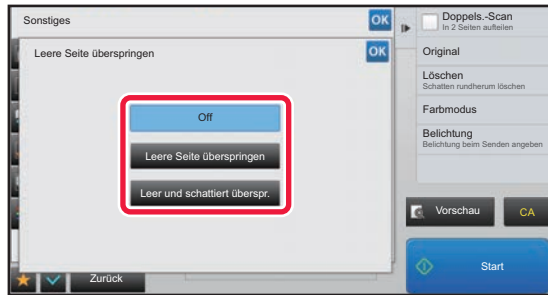 Sonstiges
OK
Leere Seite überspringen
OK
Off
Leere Seite überspringen
Leer und schattiert überspr.
Zurück
Doppels.-Scan
In 2 Seiten aufteilen
Original
Löschen
Schatten rundherum löschen
Farbmodus
Belichtung
Belichtung beim Senden angeben
Vorschau
CA
Start